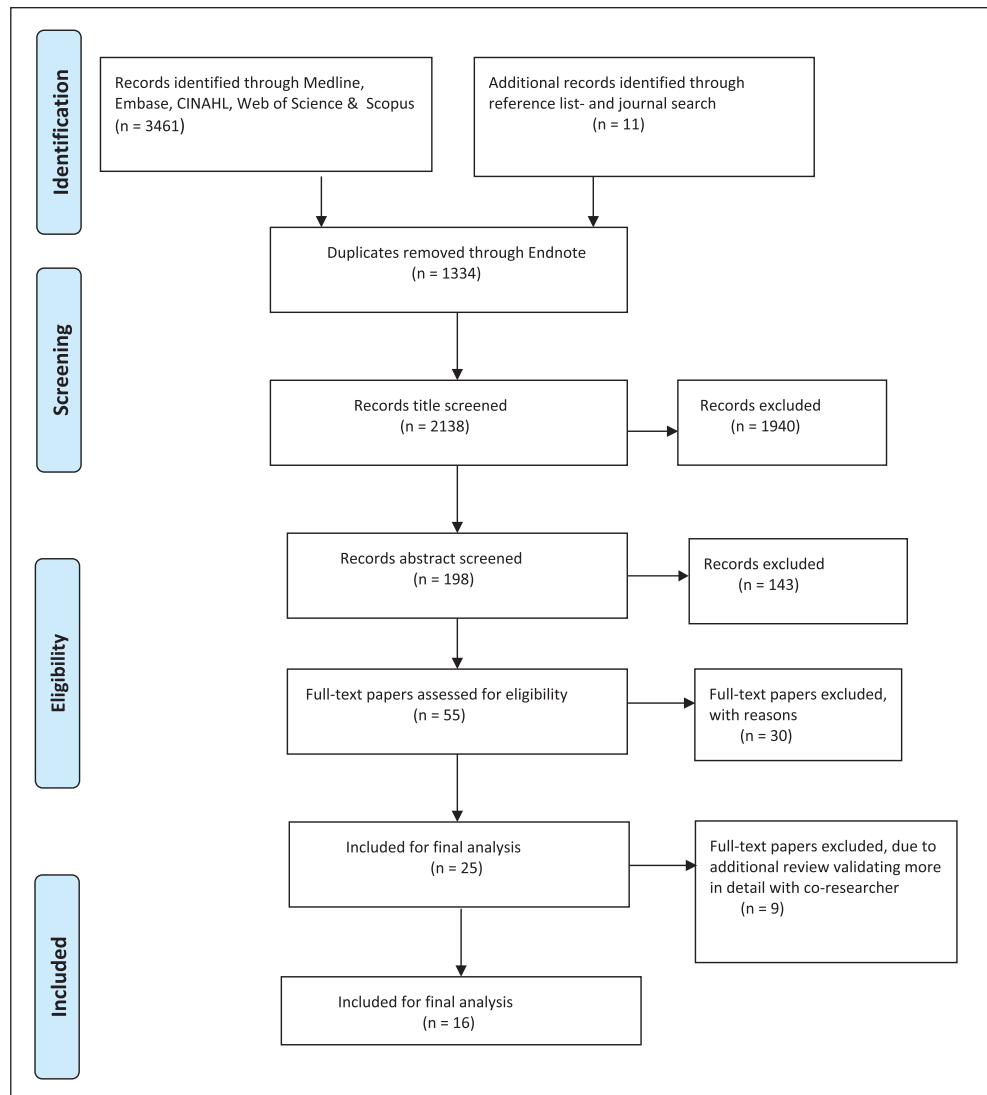 Identification
Records identified through Medline,
Embase, CINAHL, Web of Science & Scopus
(n = 3461)
Additional records identified through
reference list- and journal search
(n = 11)
Duplicates removed through Endnote
(n = 1334)
Screening
Records title screened
(n = 2138)
Records excluded
(n = 1940)
Eligibility
Records abstract screened
(n = 198)
Records excluded
(n = 143)
Full-text papers assessed for eligibility
(n = 55)
Full-text papers excluded,
with reasons
(n = 30)
Included for final analysis
(n = 25)
Full-text papers excluded, due to
additional review validating more
in detail with co-researcher
(n = 9)
Included
Included for final analysis
(n = 16)